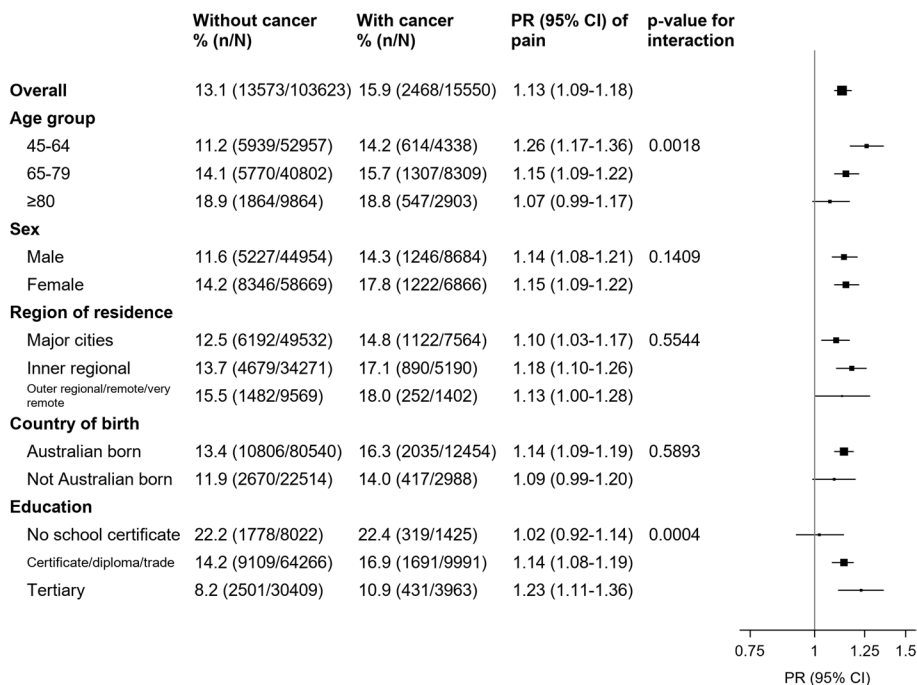 Without cancer With cancer PR (95% CI) of p-value for
% (n/N) % (n/N) pain interaction
Overall 13.1 (13573/103623) 15.9 (2468/15550) 1.13 (1.09-1.18)
Age group
45-64 11.2 (5939/52957) 14.2 (614/4338) 1.26 (1.17-1.36) 0.0018
65-79 14.1 (5770/40802) 15.7 (1307/8309) 1.15 (1.09-1.22)
≥80 18.9 (1864/9864) 18.8 (547/2903) 1.07 (0.99-1.17)
Sex
Male 11.6 (5227/44954) 14.3 (1246/8684) 1.14 (1.08-1.21) 0.1409
Female 14.2 (8346/58669) 17.8 (1222/6866) 1.15 (1.09-1.22)
Region of residence
Major cities 12.5 (6192/49532) 14.8 (1122/7564) 1.10 (1.03-1.17) 0.5544
Inner regional 13.7 (4679/34271) 17.1 (890/5190) 1.18 (1.10-1.26)
Outer regional/remote/very
remote 15.5 (1482/9569) 18.0 (252/1402) 1.13 (1.00-1.28)
Country of birth
Australian born 13.4 (10806/80540) 16.3 (2035/12454) 1.14 (1.09-1.19) 0.5893
Not Australian born 11.9 (2670/22514) 14.0 (417/2988) 1.09 (0.99-1.20)
Education
No school certificate 22.2 (1778/8022) 22.4 (319/1425) 1.02 (0.92-1.14) 0.0004
Certificate/diploma/trade 14.2 (9109/64266) 16.9 (1691/9991) 1.14 (1.08-1.19)
Tertiary 8.2 (2501/30409) 10.9 (431/3963) 1.23 (1.11-1.36)
0.75 1 1.25 1.5
PR (95% CI)